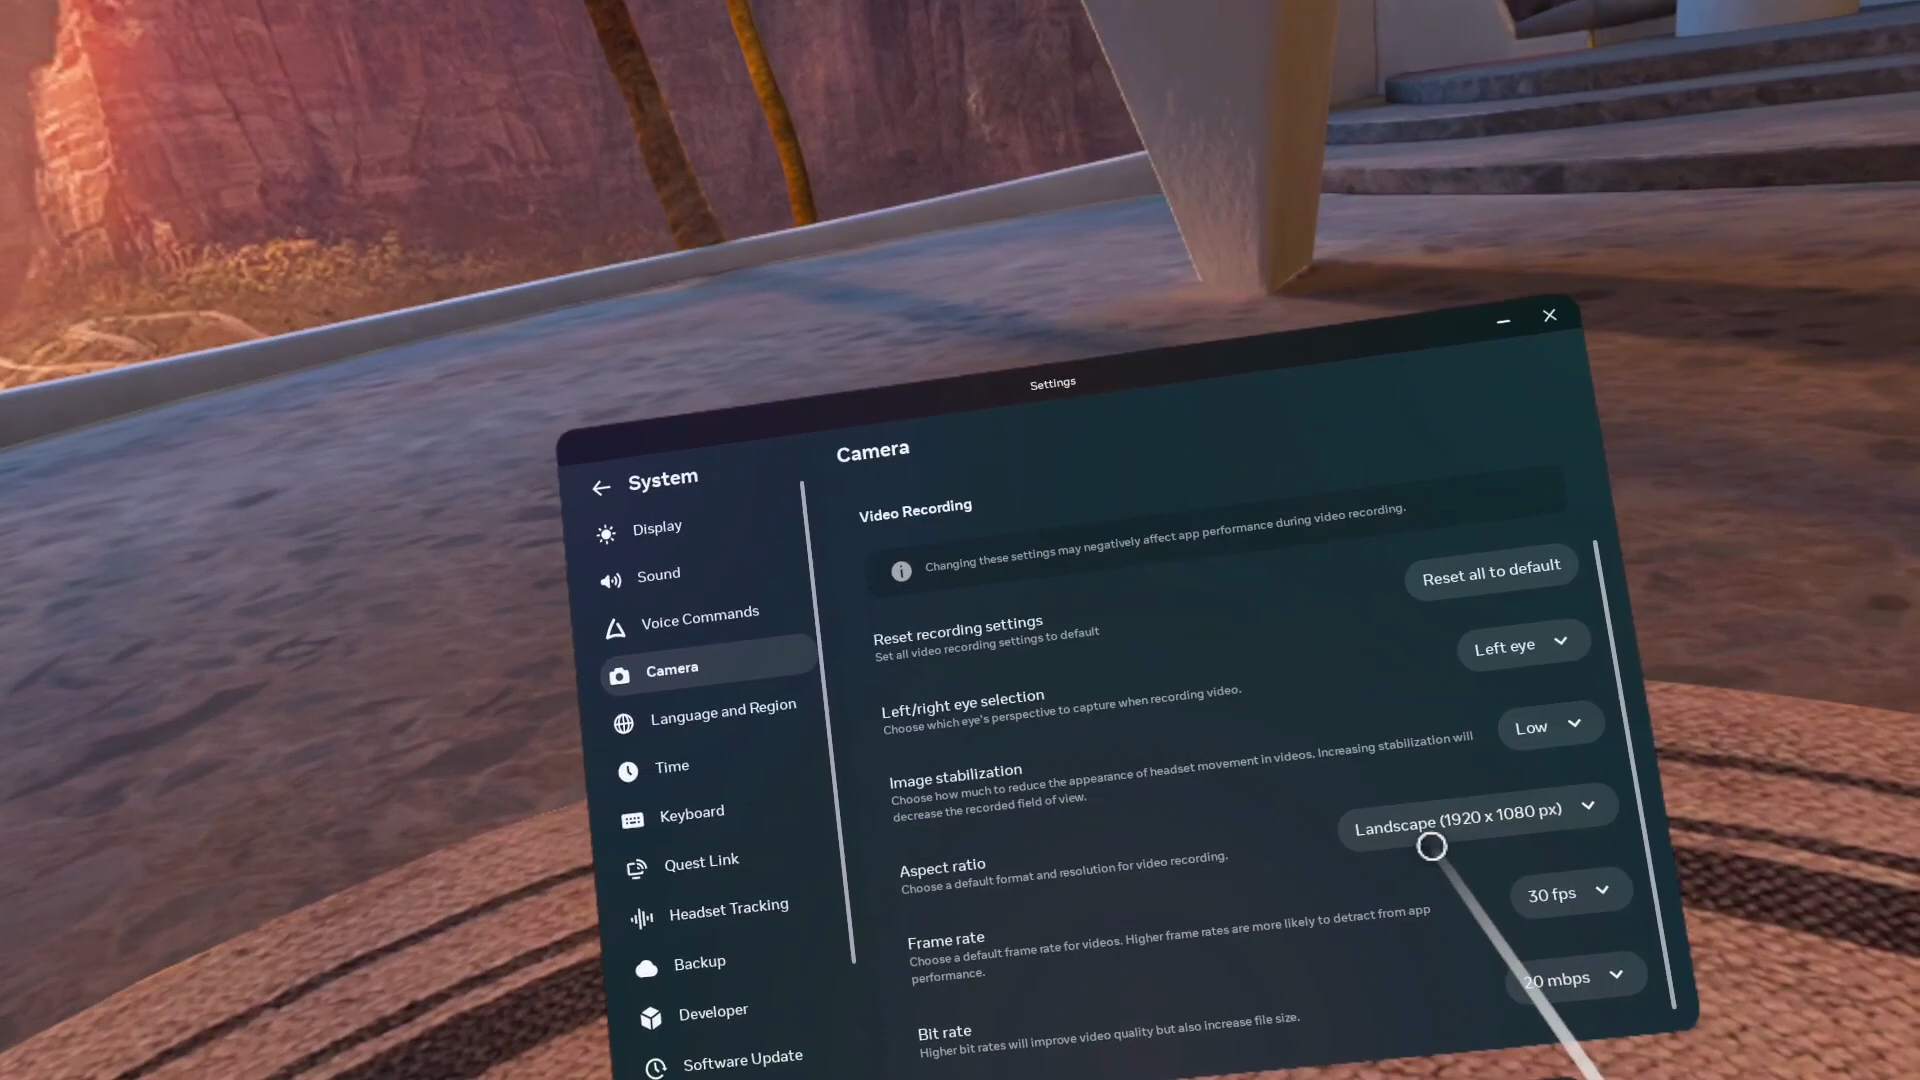 Settings
System
Display
Sound
Voice Commands
Camera
Language and Region
Time
Keyboard
Quest Link
Headset Tracking
Backup
Developer
Software Update
Camera
Video Recording
Changing these settings may negatively affect app performance during video recording.
Reset recording settings
Set all video recording settings to default
Reset all to default
Left/right eye selection
Choose which eye's perspective to capture when recording video.
Left eye
Image stabilization
Choose how much to reduce the appearance of headset movement in videos. Increasing stabilization will
decrease the recorded field of view.
Low
Aspect ratio
Choose a default format and resolution for video recording.
Landscape (1920 x 1080 px)
Frame rate
Choose a default frame rate for videos. Higher frame rates are more likely to detract from app
performance.
30 fps
Bit rate
Higher bit rates will improve video quality but also increase file size.
20 mbps